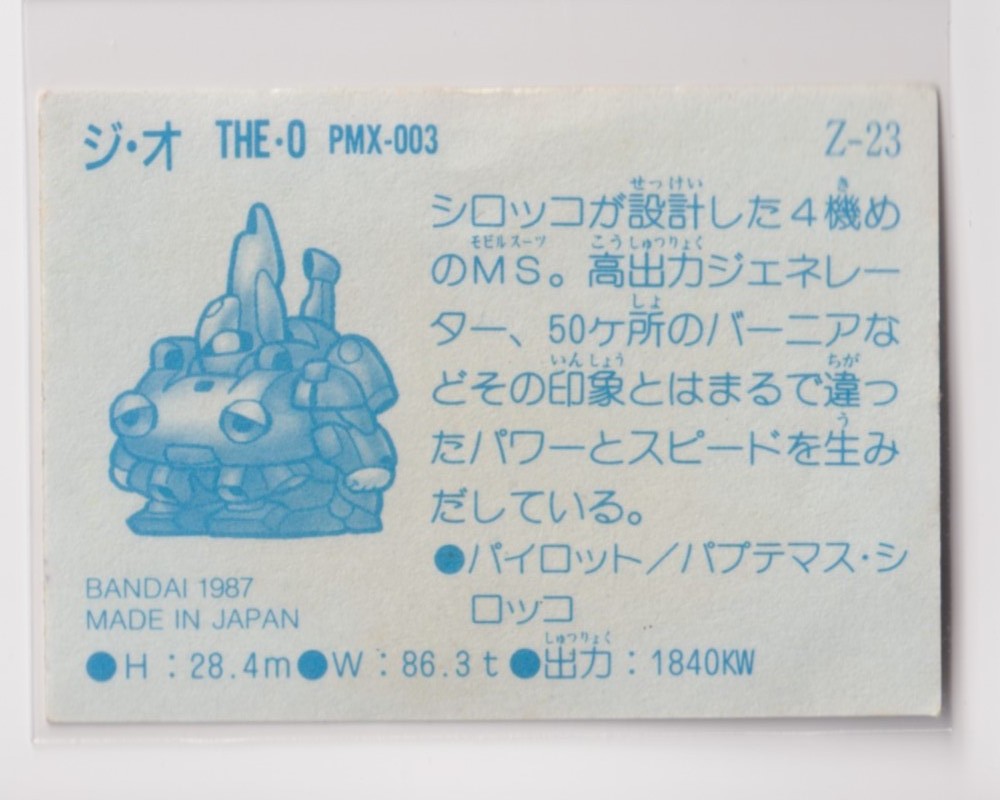 ジ・オ THE・O PMX-003
Z-23
シロッコが設計した4機め
のMS。高出力ジェネレー
ター、50ケ所のバーニアな
どその印象とはまるで違っ
たパワーとスピードを生み
だしている。
●パイロット/パプテマス・シ
ロッコ
BANDAI 1987
MADE IN JAPAN
●H:28.4m●W:86.3t●出力:1840KW